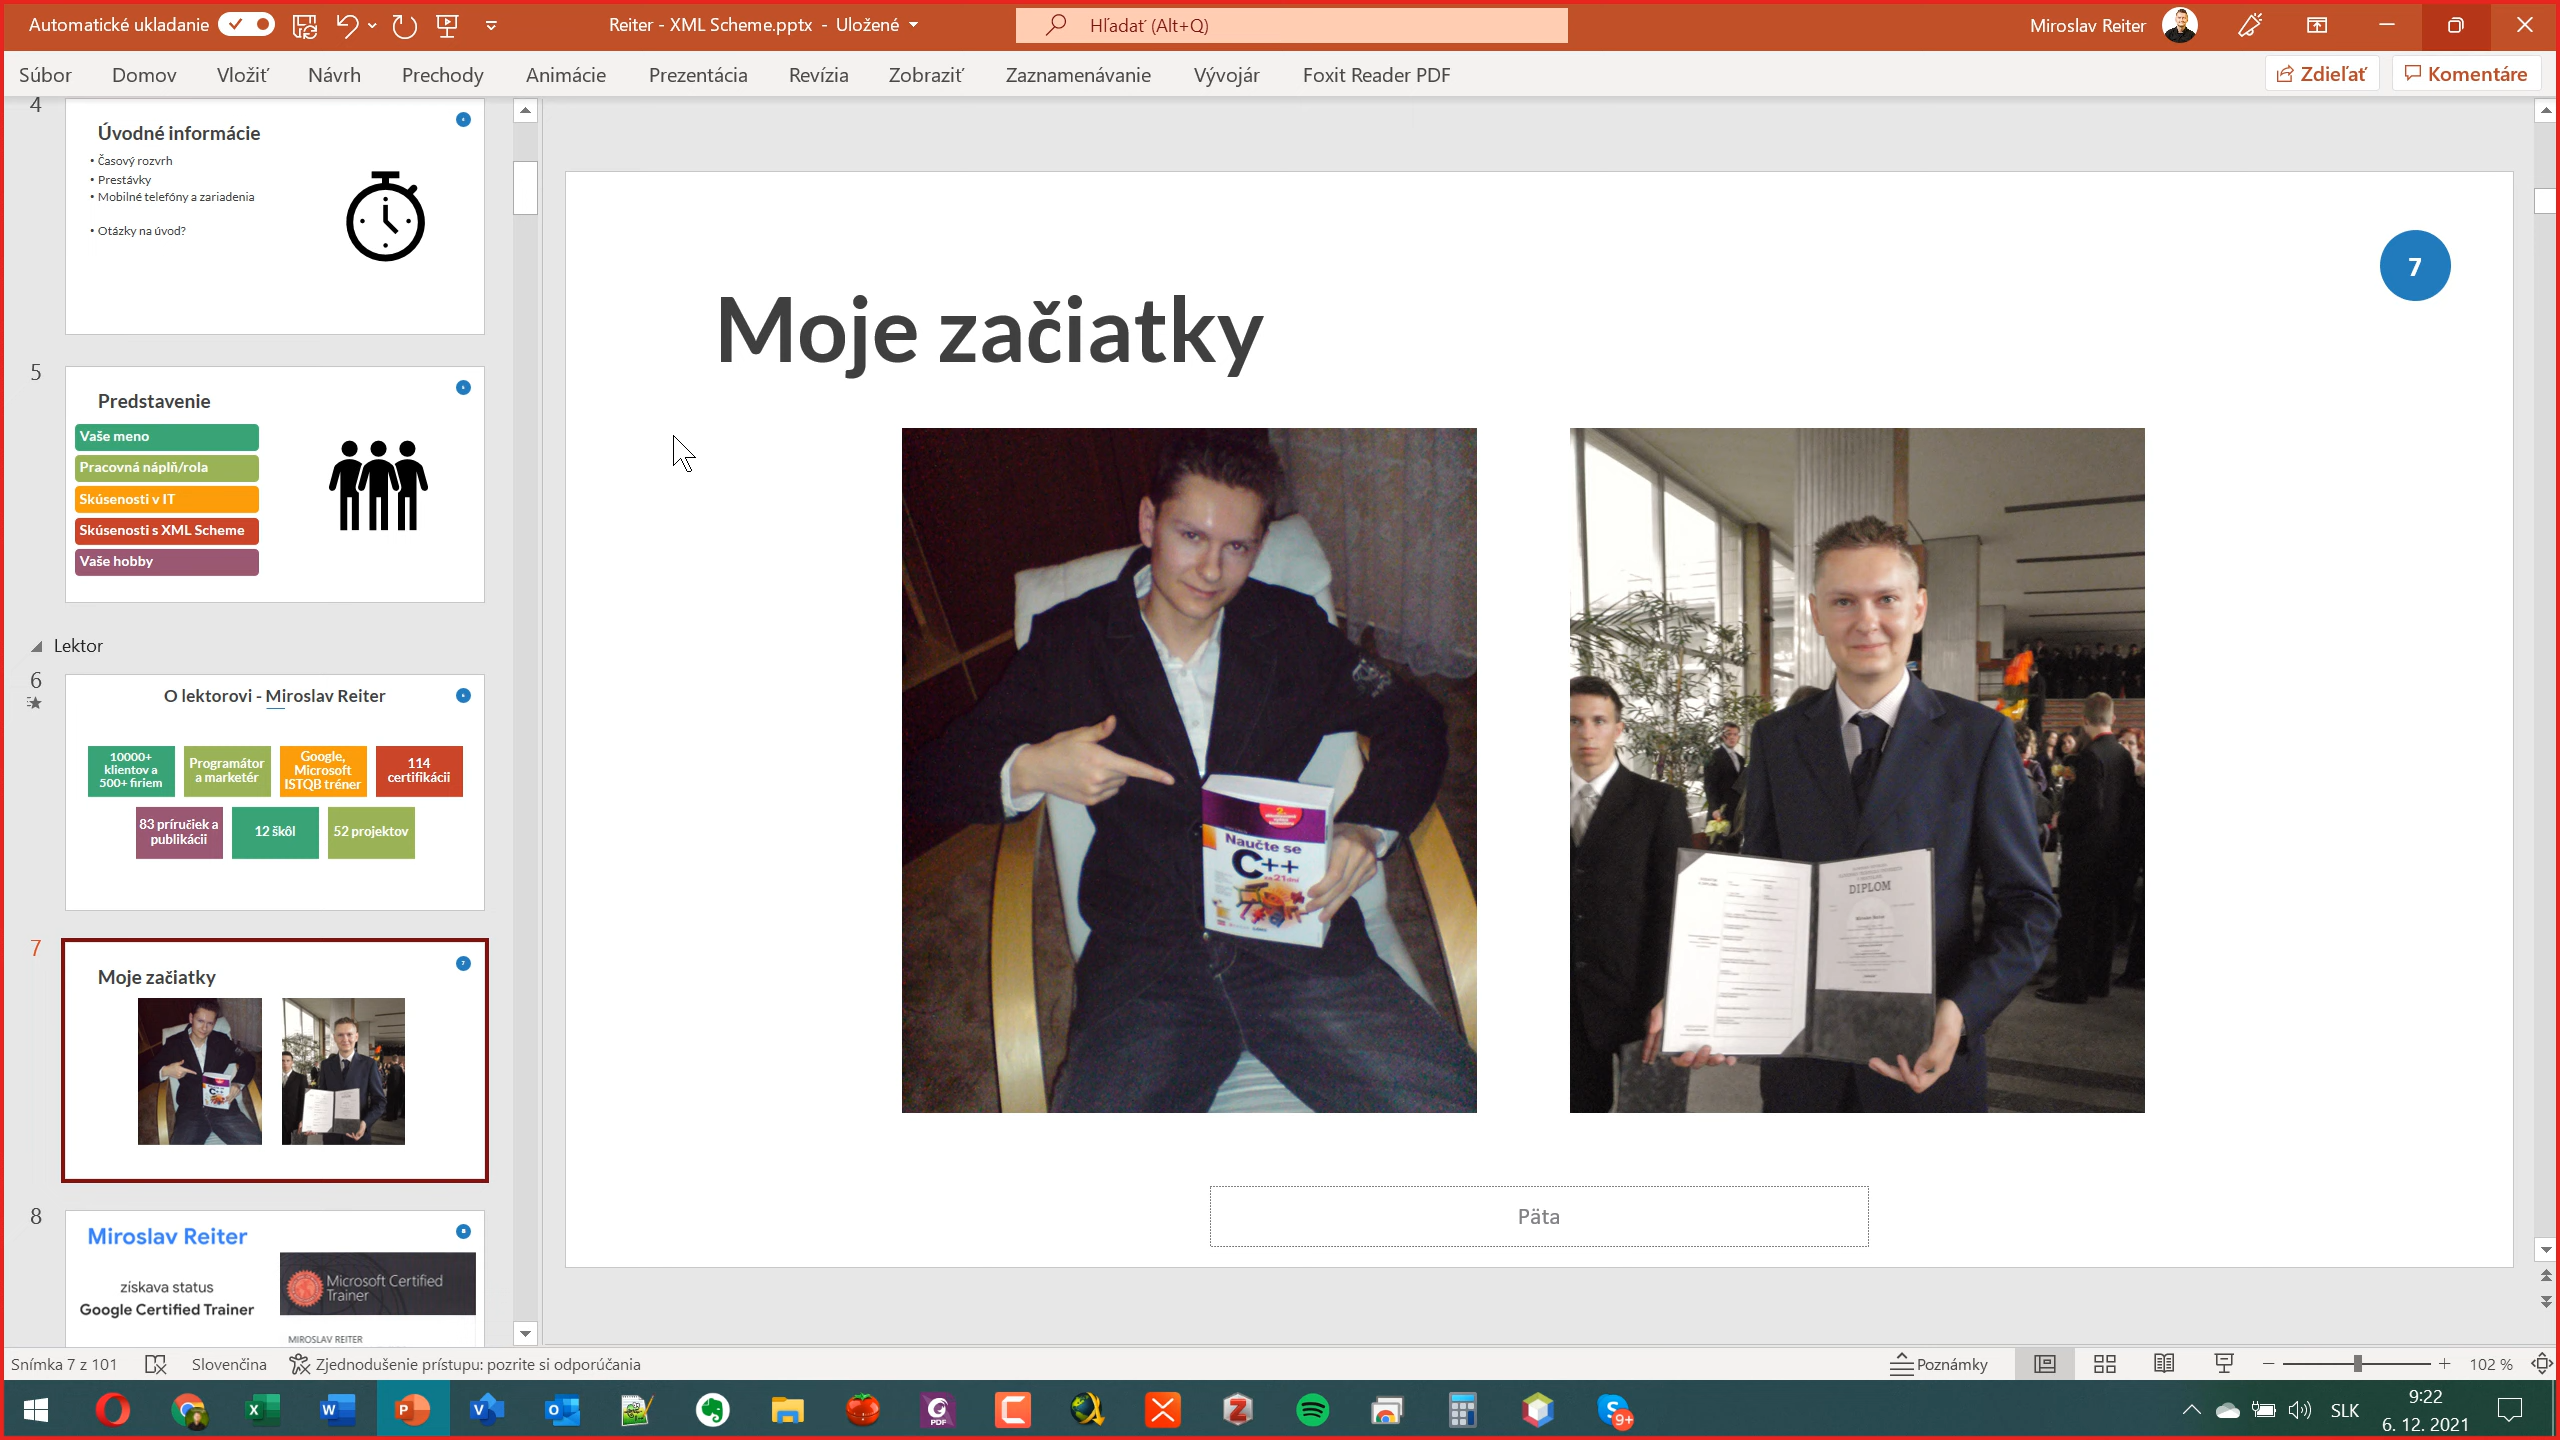 Automatické ukladanie
Reiter - XML Scheme.pptx - Uložené
Hľadať (Alt+Q)
Miroslav Reiter
Súbor Domov Vložiť Návrh Prechody Animácie Prezentácia Revízia Zobraziť Zaznamenávanie Vývojár Foxit Reader PDF
Zdieľať Komentáre
4
Úvodné informácie
• Časový rozvrh
• Prestávky
• Mobilné telefóny a zariadenia
• Otázky na úvod?
5
Predstavenie
Vaše meno
Pracovná náplň/rola
Skúsenosti v IT
Skúsenosti s XML Scheme
Vaše hobby
Lektor
6
O lektorovi - Miroslav Reiter
10000+
klientov a
500+ firiem
Programátor
a marketér
Google,
Microsoft
ISTQB tréner
114
certifikácii
83 príručiek a
publikácii
12 škôl
52 projektov
7
Moje začiatky
8
Miroslav Reiter
získava status
Google Certified Trainer
Microsoft Certified
Trainer
MIROSLAV REITER
7
Moje začiatky
Naučte se
C++
za 21 dní
DIPLOM
Päta
Snímka 7 z 101
Slovenčina
Zjednodušenie prístupu: pozrite si odporúčania
Poznámky
102 %
9+
SLK
9:22
6. 12. 2021